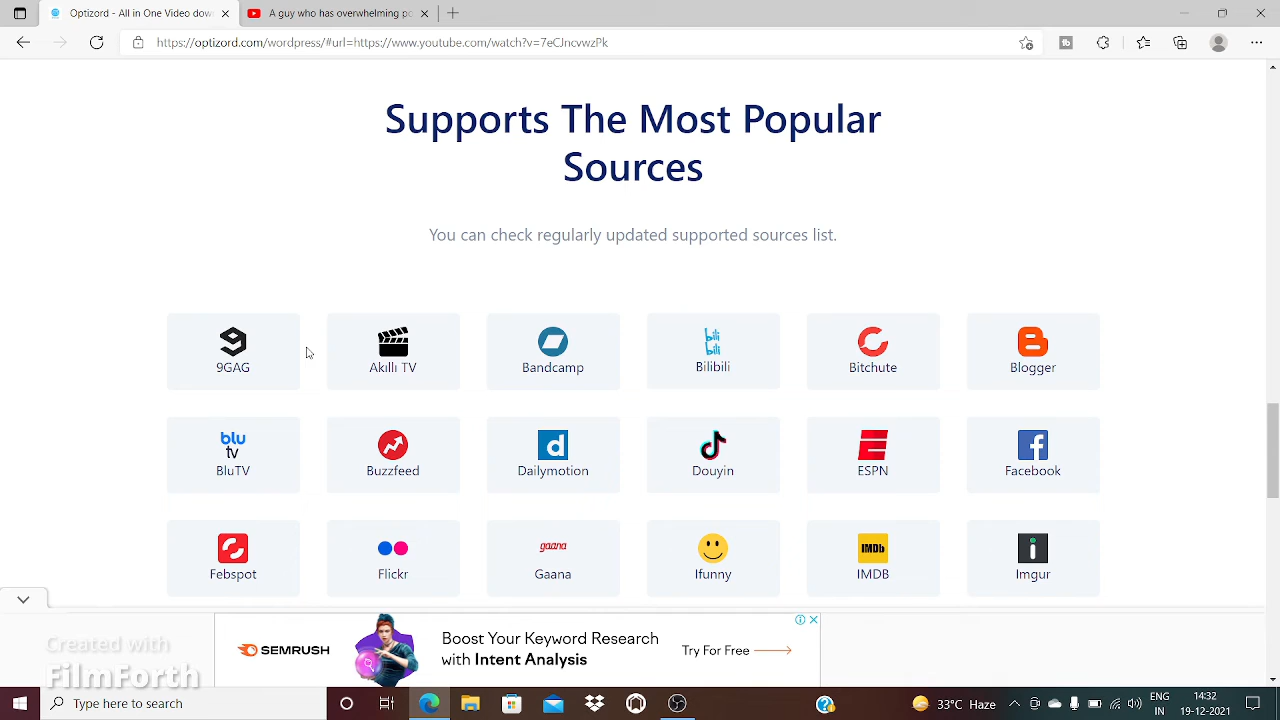 Optizord - All in One Video dow
A guy who has overwhelming po
https://optizord.com/wordpress/#url=https://www.youtube.com/watch?v=7eCJncvwzPk
Supports The Most Popular
Sources
You can check regularly updated supported sources list.
9GAG
Akıllı TV
Bandcamp
bili bili
Bilibili
Bitchute
Blogger
blu tv
BluTV
Buzzfeed
Dailymotion
Douyin
ESPN
Facebook
Febspot
Flickr
gaana
Gaana
Ifunny
IMDb
IMDB
Imgur
SEMRUSH
Boost Your Keyword Research
with Intent Analysis
Try For Free
Created with
FilmForth
Type here to search
33°C Haze
ENG
IN
14:32
19-12-2021